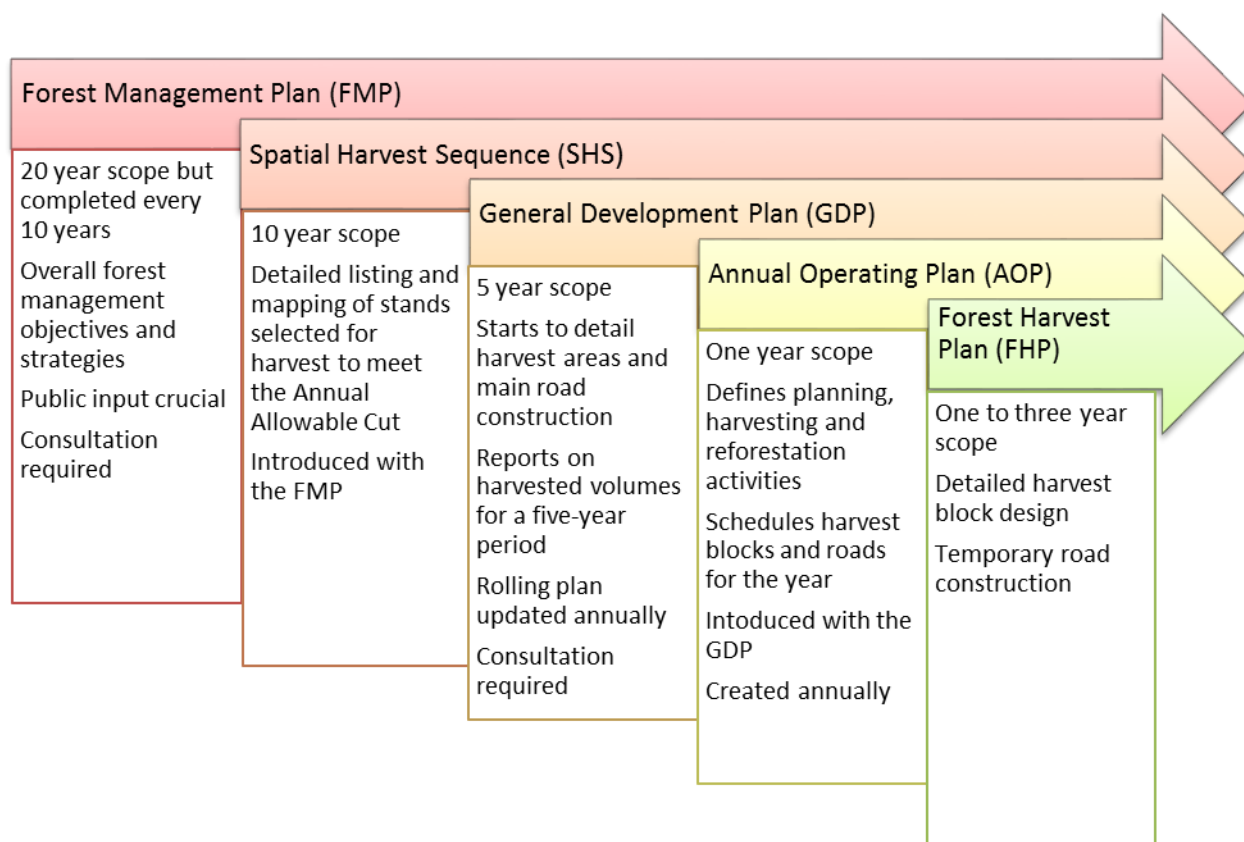 Forest Management Plan (FMP)
20 year scope but
completed every
10 years
Overall forest
management
objectives and
strategies
Public input crucial
Consultation
required
Spatial Harvest Sequence (SHS)
10 year scope
Detailed listing and
mapping of stands
selected for
harvest to meet
the Annual
Allowable Cut
Introduced with
the FMP
General Development Plan (GDP)
5 year scope
Starts to detail
harvest areas and
main road
construction
Reports on
harvested volumes
for a five-year
period
Rolling plan
updated annually
Consultation
required
Annual Operating Plan (AOP)
One year scope
Defines planning,
harvesting and
reforestation
activities
Schedules harvest
blocks and roads
for the year
Intoduced with the
GDP
Created annually
Forest Harvest
Plan (FHP)
One to three year
scope
Detailed harvest
block design
Temporary road
construction